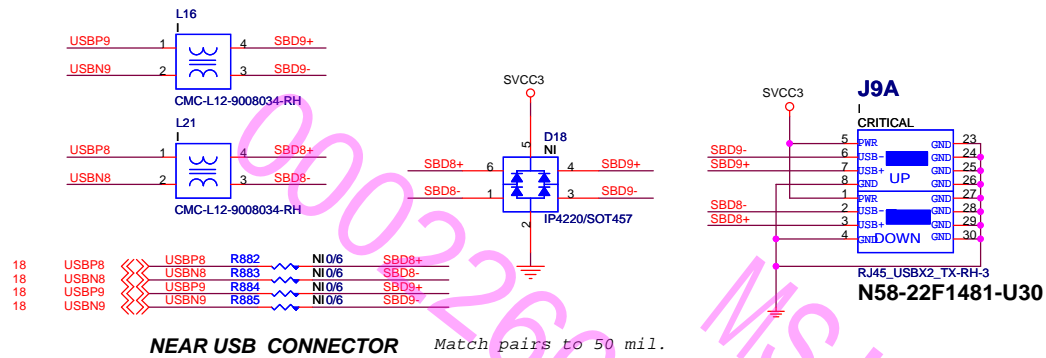 L16
I
USBP9 1 4 SBD9+
USBN9 2 3 SBD9-
CMC-L12-9008034-RH
L21
I
USBP8 1 4 SBD8+
USBN8 2 3 SBD8-
CMC-L12-9008034-RH
SVCC3
D18
NI
5
SBD8+ 6 4 SBD9+
SBD8- 1 3 SBD9-
IP4220/SOT457
2
SVCC3
J9A
I
CRITICAL
5 PWR GND 23
SBD9- 6 USB- GND 24
SBD9+ 7 USB+ GND 25
8 GND UP GND 26
1 PWR GND 27
SBD8- 2 USB- GND 28
SBD8+ 3 USB+ GND 29
4 GND DOWN GND 30
RJ45_USBX2_TX-RH-3
N58-22F1481-U30
18 USBP8 USBP8 R882 NI 0/6 SBD8+
18 USBN8 USBN8 R883 NI 0/6 SBD8-
18 USBP9 USBP9 R884 NI 0/6 SBD9+
18 USBN9 USBN9 R885 NI 0/6 SBD9-
NEAR USB CONNECTOR
Match pairs to 50 mil.